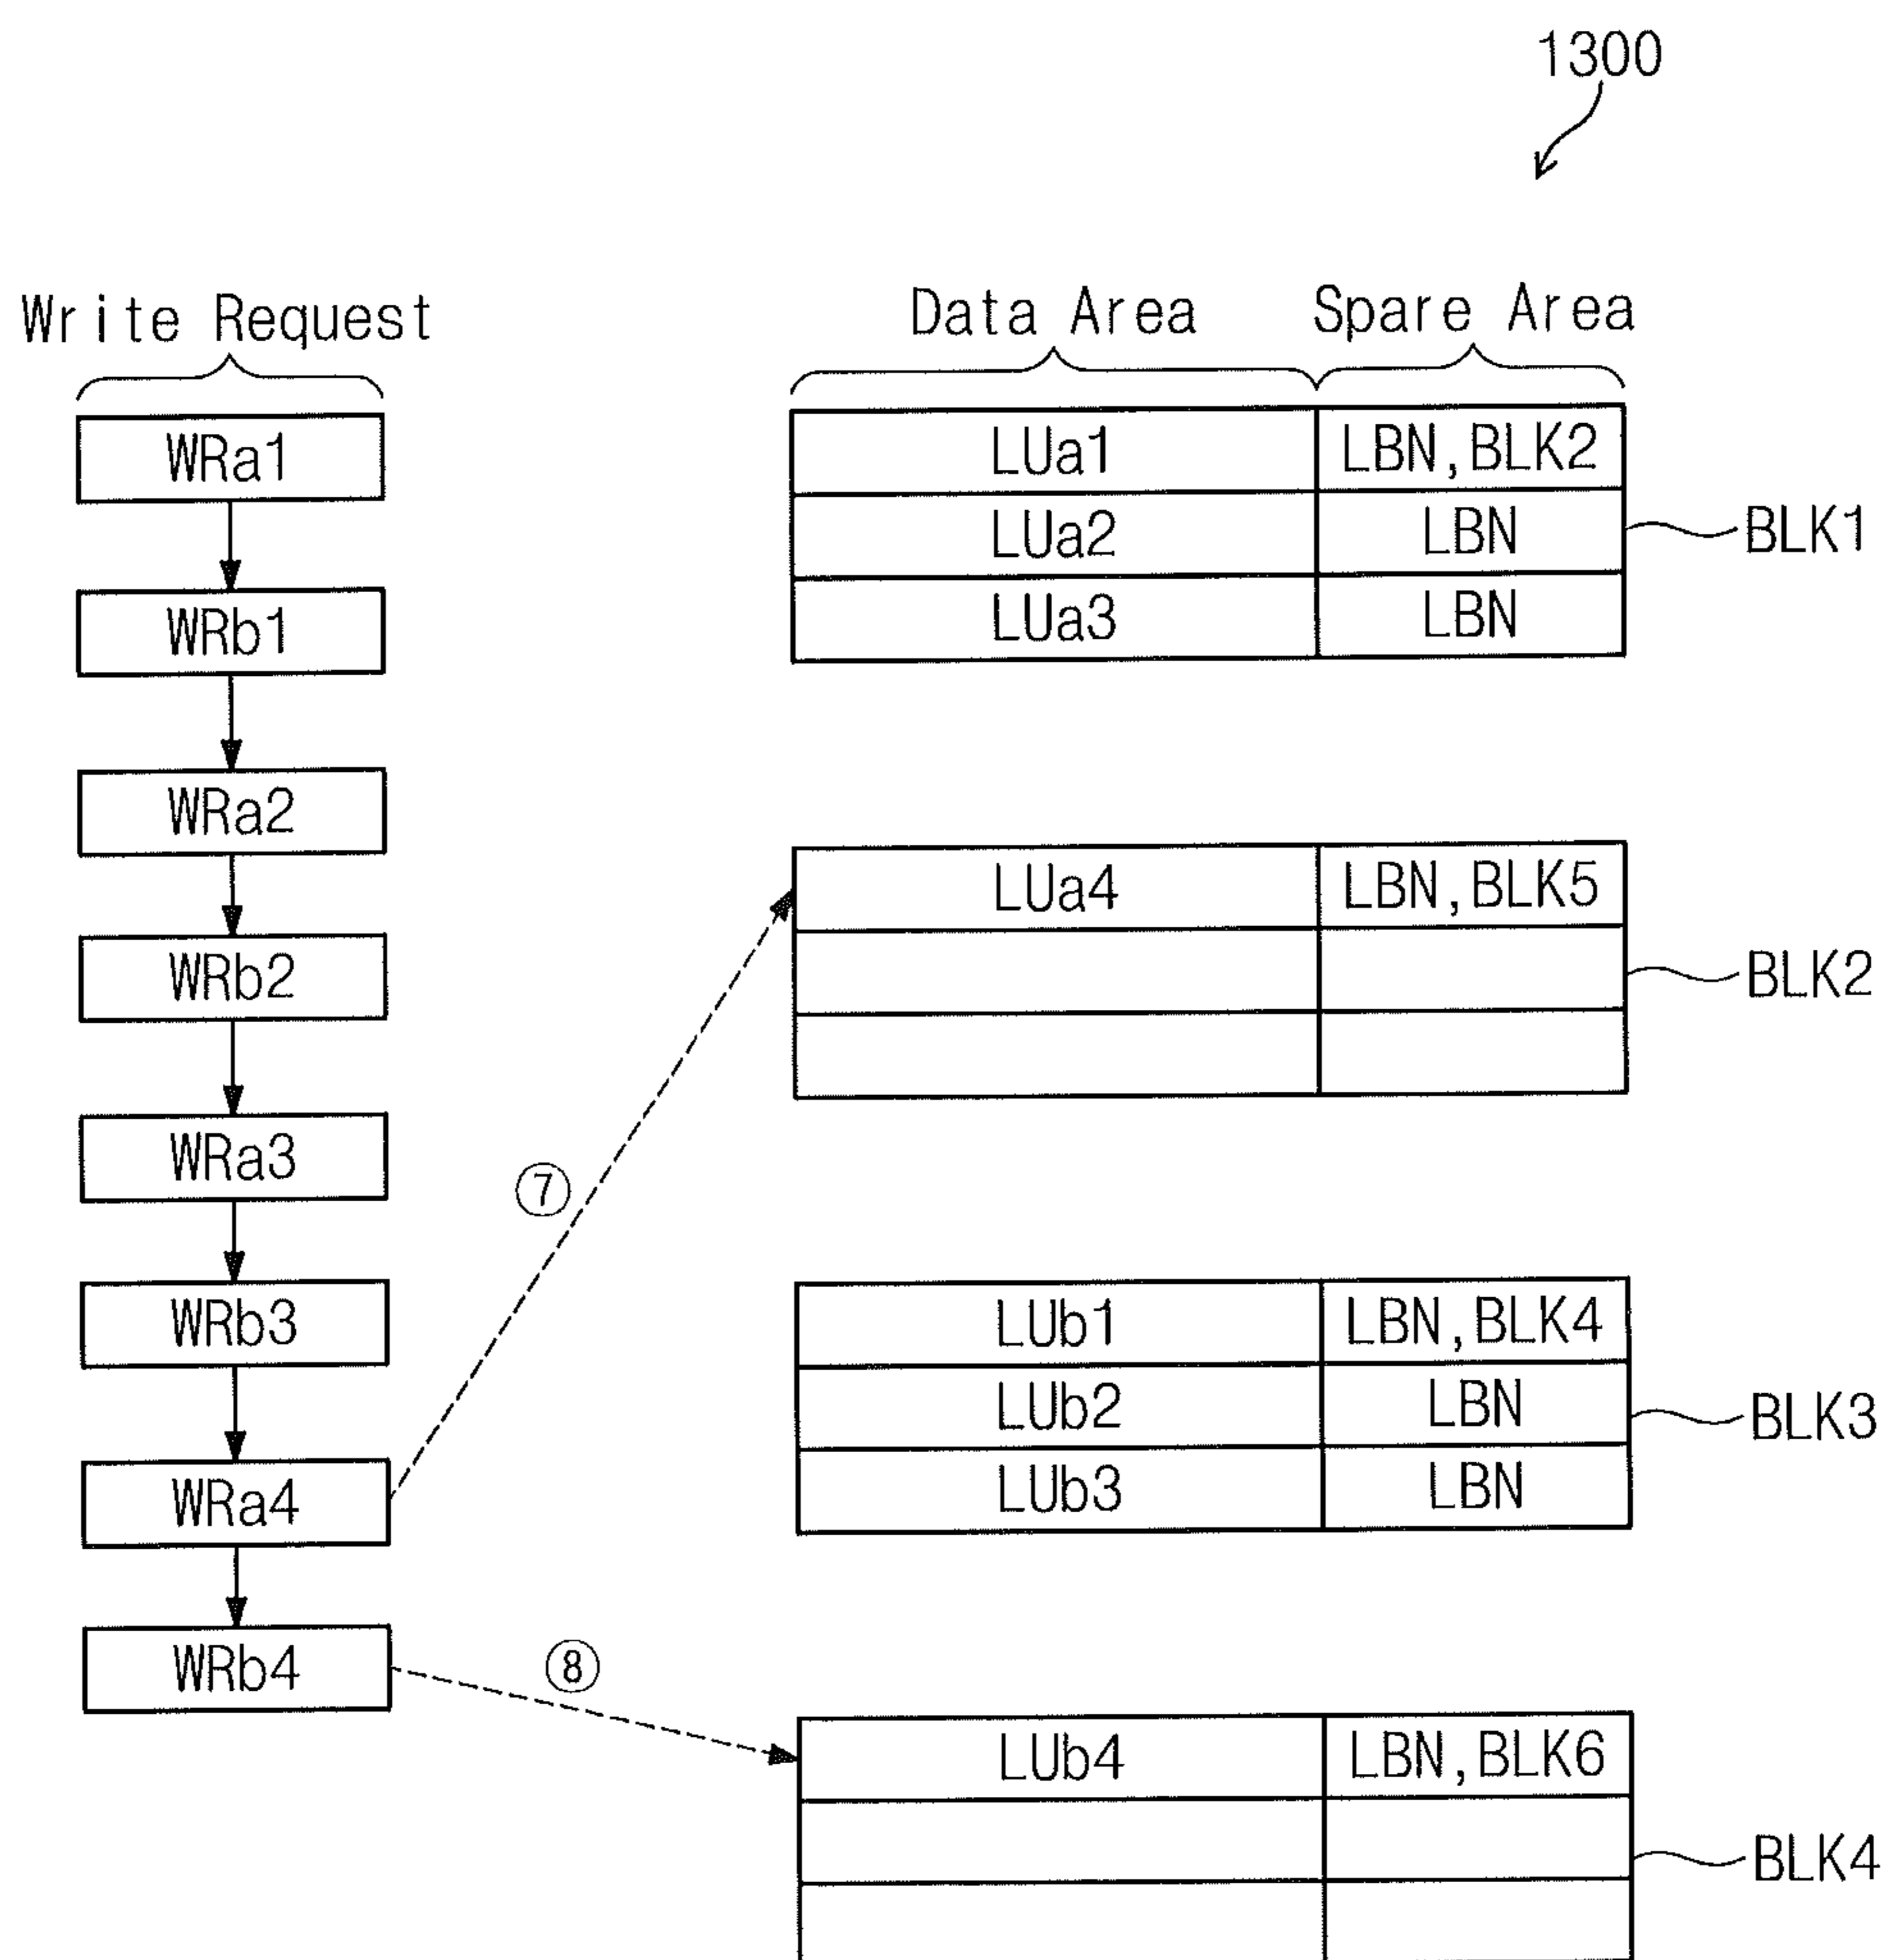 1300
Write Request
Data Area Spare Area
WRa1
WRb1
WRa2
WRb2
WRa3
WRb3
WRa4
WRb4
⑦
⑧
LUa1 LBN,BLK2
LUa2 LBN
LUa3 LBN
BLK1
LUa4 LBN,BLK5
BLK2
LUb1 LBN,BLK4
LUb2 LBN
LUb3 LBN
BLK3
LUb4 LBN,BLK6
BLK4